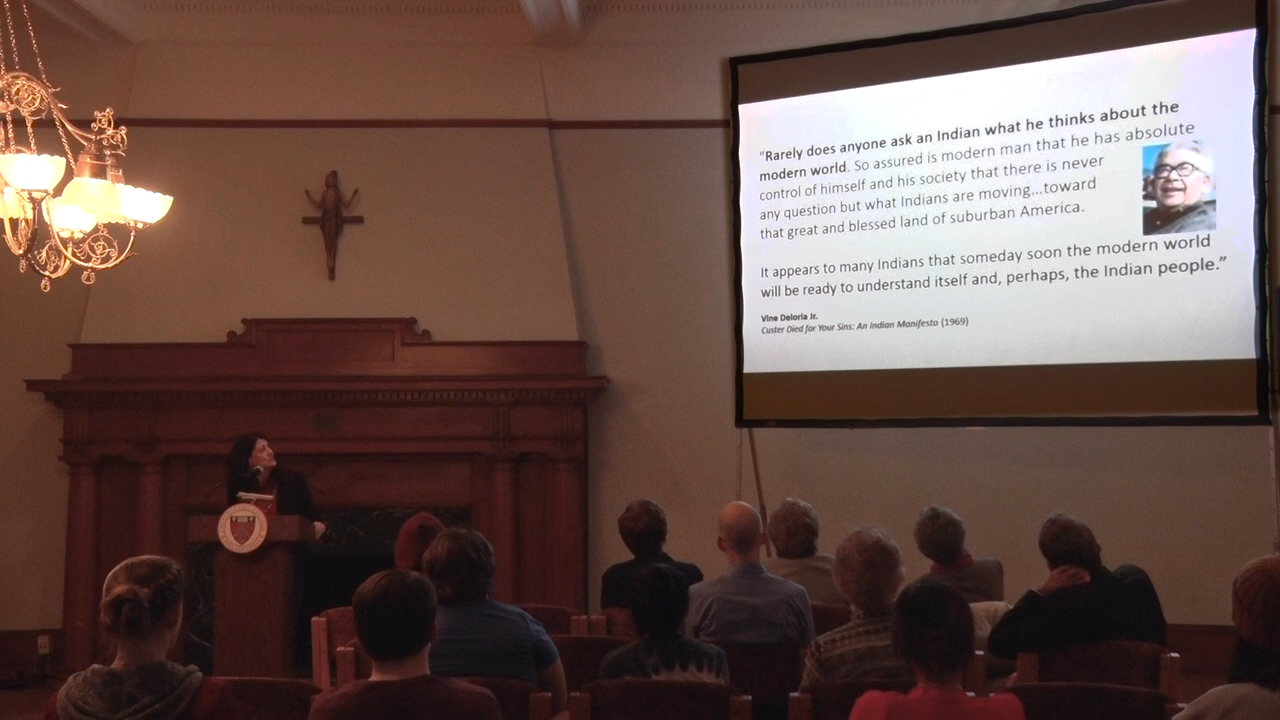 “Rarely does anyone ask an Indian what he thinks about the
modern world. So assured is modern man that he has absolute
control of himself and his society that there is never
any question but what Indians are moving...toward
that great and blessed land of suburban America.
It appears to many Indians that someday soon the modern world
will be ready to understand itself and, perhaps, the Indian people.”
Vine Deloria Jr.
Custer Died for Your Sins: An Indian Manifesto (1969)